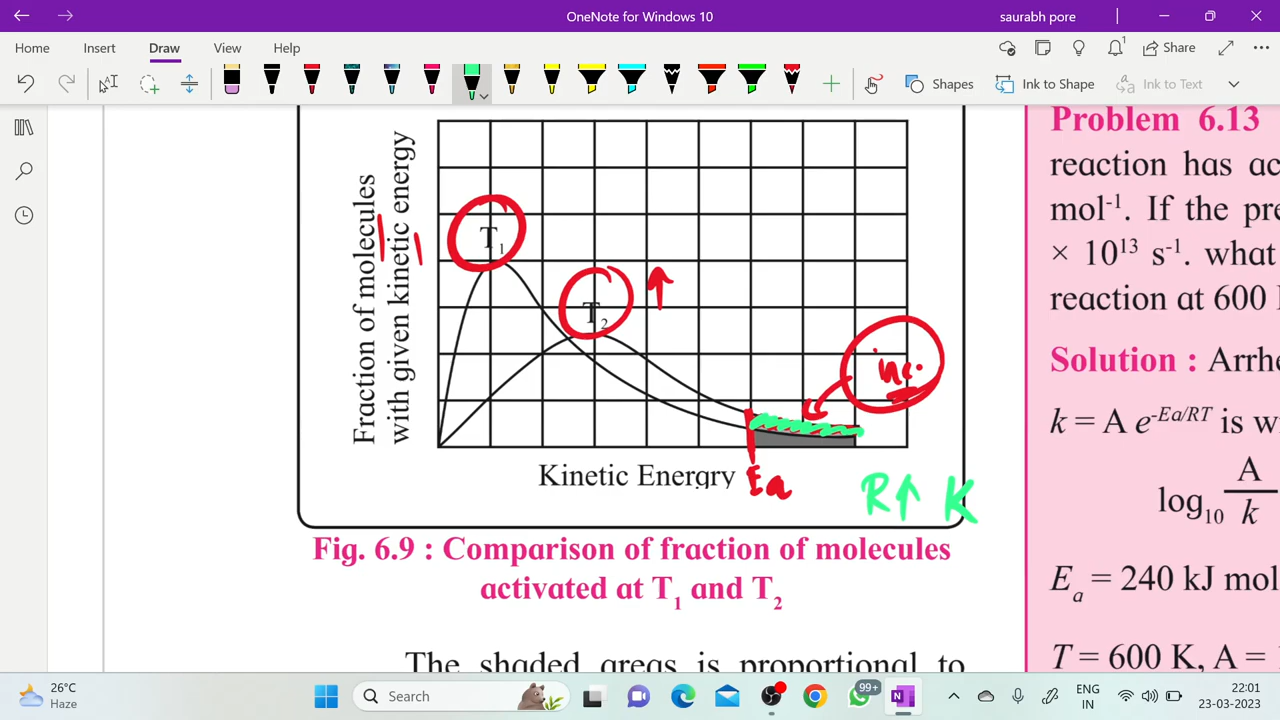 OneNote for Windows 10
saurabh pore
Home Insert Draw View Help
Share
Shapes
Ink to Shape
Ink to Text
Fraction of molecules
with given kinetic energy
T1
T2
inc.
Kinetic Energry
Ea
R↑ K
Fig. 6.9 : Comparison of fraction of molecules
activated at T1 and T2
The shaded areas is proportional to
Problem 6.13
reaction has ac
mol-1. If the pre
× 10^13 s-1. what
reaction at 600
Solution : Arrhe
k = A e-Ea/RT is w
log10 A/k
Ea = 240 kJ mol
T = 600 K, A =
26°C
Haze
Search
99+
ENG
IN
22:01
23-03-2023